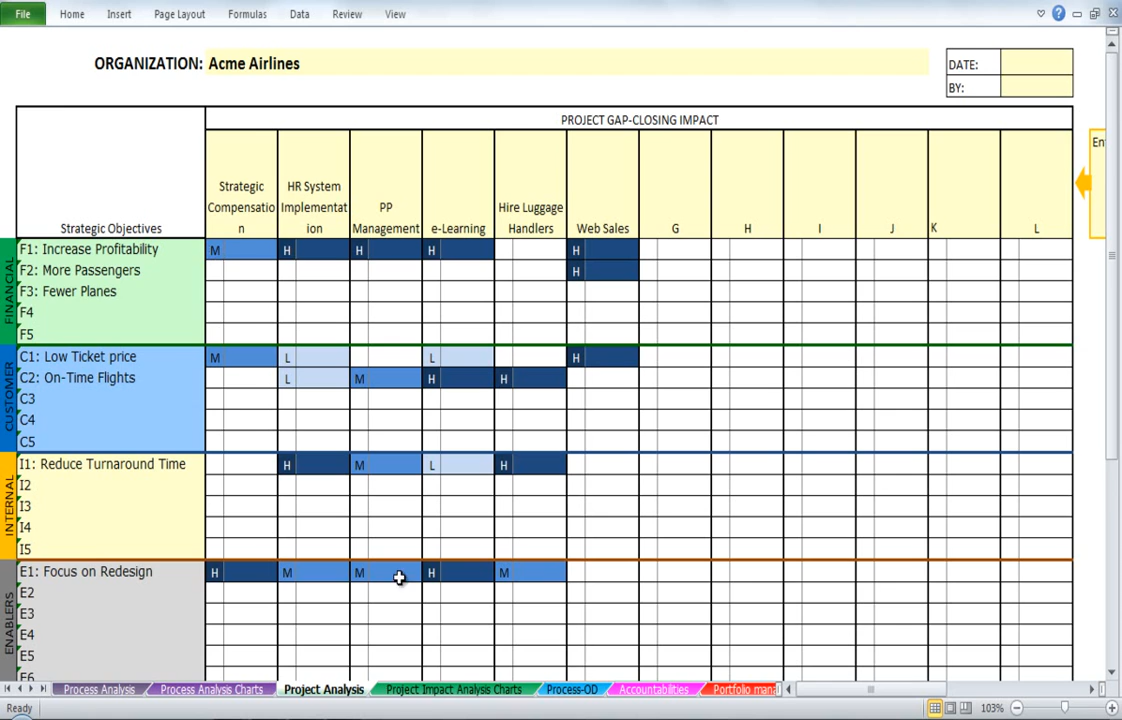 File Home Insert Page Layout Formulas Data Review View
ORGANIZATION: Acme Airlines
DATE:
BY:
PROJECT GAP-CLOSING IMPACT
En
Strategic Objectives
Strategic
Compensatio
n
HR System
Implementat
ion
PP
Management
e-Learning
Hire Luggage
Handlers
Web Sales
G
H
I
J
K
L
FINANCIAL
F1: Increase Profitability M H H H H
F2: More Passengers H
F3: Fewer Planes
F4
F5
CUSTOMER
C1: Low Ticket price M L L H
C2: On-Time Flights L M H H
C3
C4
C5
INTERNAL
I1: Reduce Turnaround Time H M L H
I2
I3
I4
I5
ENABLERS
E1: Focus on Redesign H M M H M
E2
E3
E4
E5
E6
Process Analysis Process Analysis Charts Project Analysis Project Impact Analysis Charts Process-OD Accountabilities Portfolio mana
Ready 103%